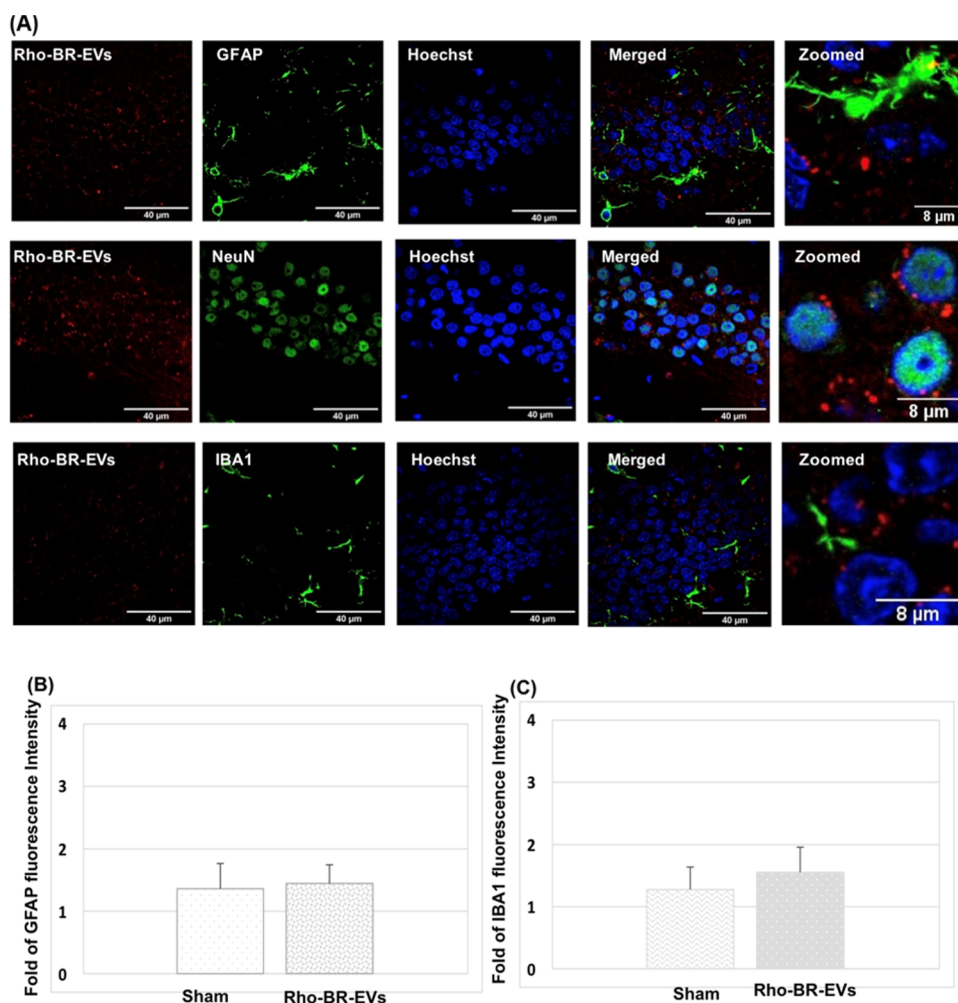 (A)
Rho-BR-EVs GFAP Hoechst Merged Zoomed
40 µm 40 µm 40 µm 40 µm 8 µm
Rho-BR-EVs NeuN Hoechst Merged Zoomed
40 µm 40 µm 40 µm 40 µm 8 µm
Rho-BR-EVs IBA1 Hoechst Merged Zoomed
40 µm 40 µm 40 µm 40 µm 8 µm
(B)
Fold of GFAP fluorescence Intensity
4
3
2
1
0
Sham Rho-BR-EVs
(C)
Fold of IBA1 fluorescence Intensity
4
3
2
1
0
Sham Rho-BR-EVs